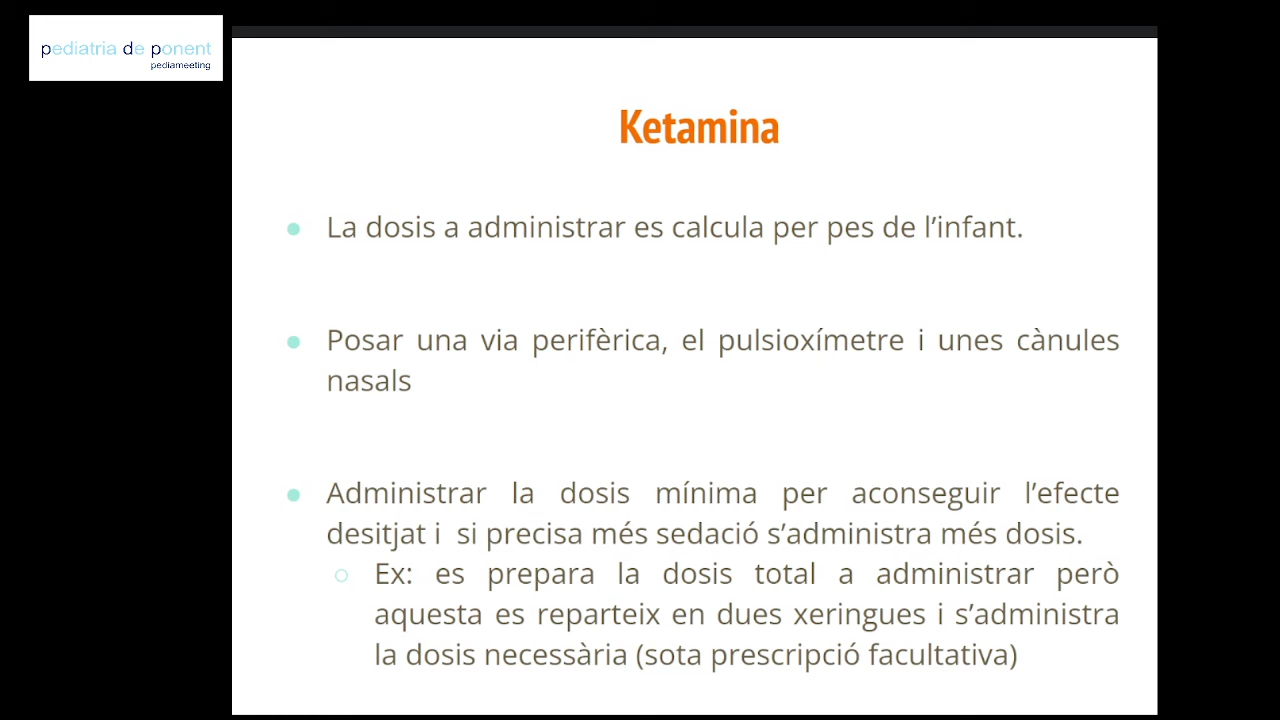 pediatria de ponent
pediameeting
Ketamina
La dosis a administrar es calcula per pes de l’infant.
Posar una via perifèrica, el pulsioxímetre i unes cànules
nasals
Administrar la dosis mínima per aconseguir l’efecte
desitjat i si precisa més sedació s’administra més dosis.
Ex: es prepara la dosis total a administrar però
aquesta es reparteix en dues xeringues i s’administra
la dosis necessària (sota prescripció facultativa)